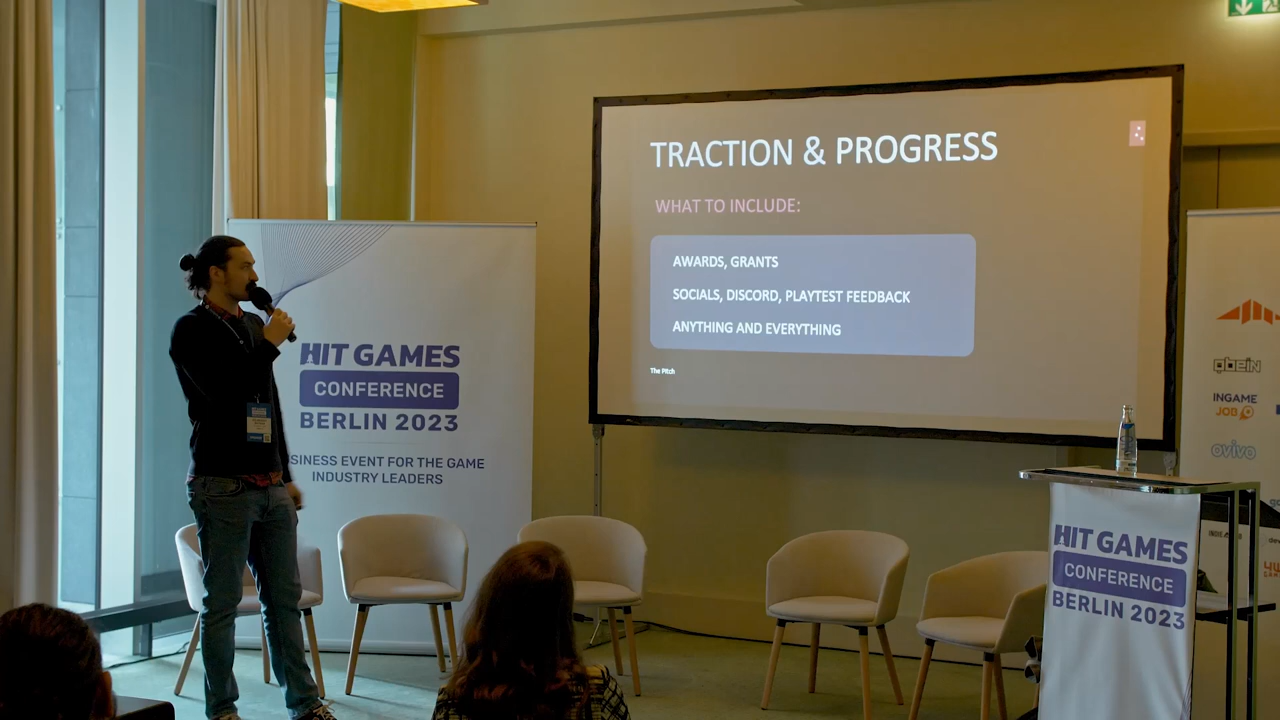 TRACTION & PROGRESS
WHAT TO INCLUDE:
AWARDS, GRANTS
SOCIALS, DISCORD, PLAYTEST FEEDBACK
ANYTHING AND EVERYTHING
The Pitch
HIT GAMES
CONFERENCE
BERLIN 2023
SINESS EVENT FOR THE GAME
INDUSTRY LEADERS
INGAME
JOB
ovivo
HIT GAMES
CONFERENCE
BERLIN 2023